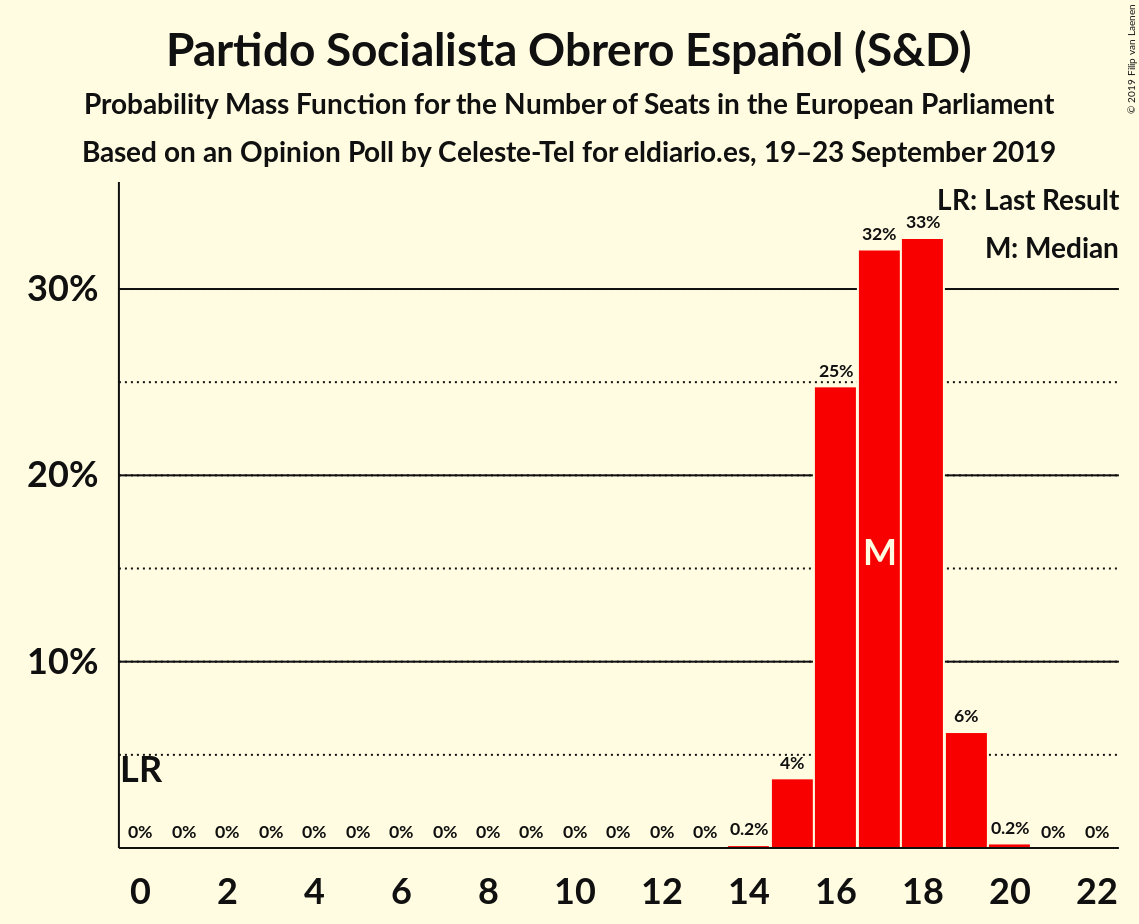 Partido Socialista Obrero Español (S&D)
Probability Mass Function for the Number of Seats in the European Parliament
Based on an Opinion Poll by Celeste-Tel for eldiario.es, 19–23 September 2019
© 2019 Filip van Laenen
LR: Last Result
M: Median
30%
20%
10%
LR
M
0% 0% 0% 0% 0% 0% 0% 0% 0% 0% 0% 0% 0% 0% 0.2% 4% 25% 32% 33% 6% 0.2% 0% 0%
0 2 4 6 8 10 12 14 16 18 20 22